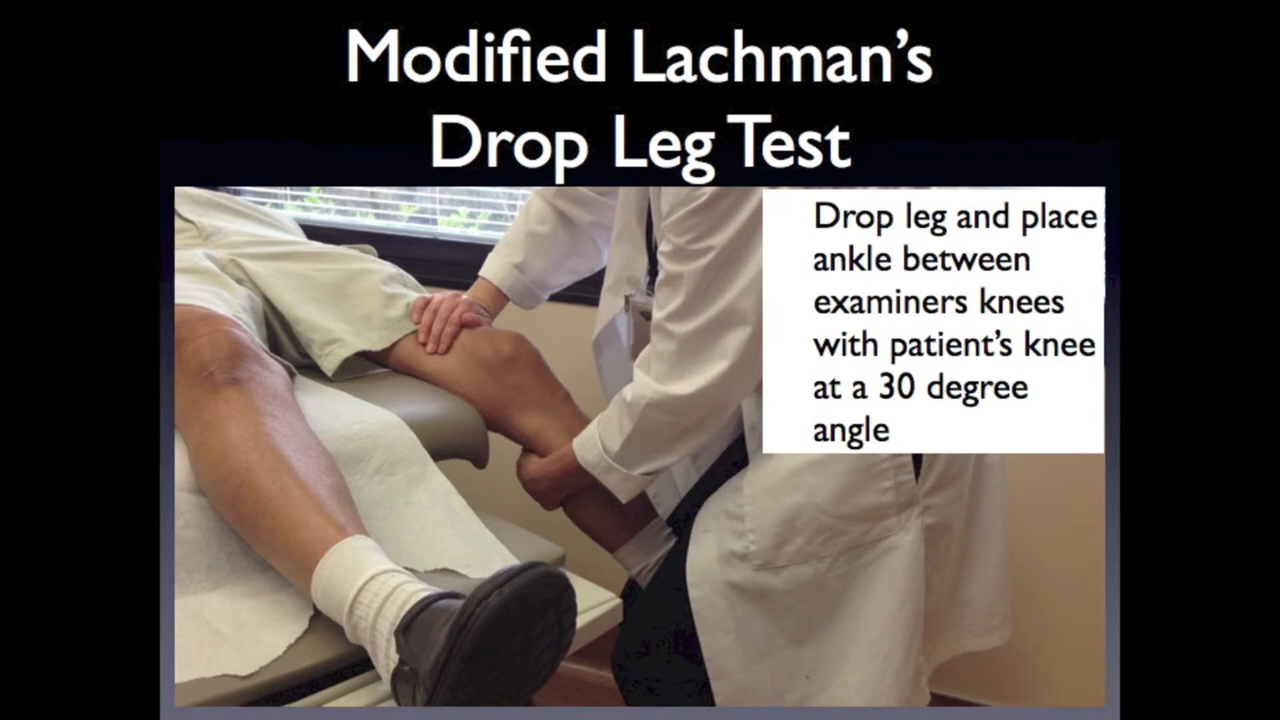 Modified Lachman's
Drop Leg Test
Drop leg and place
ankle between
examiners knees
with patient's knee
at a 30 degree
angle